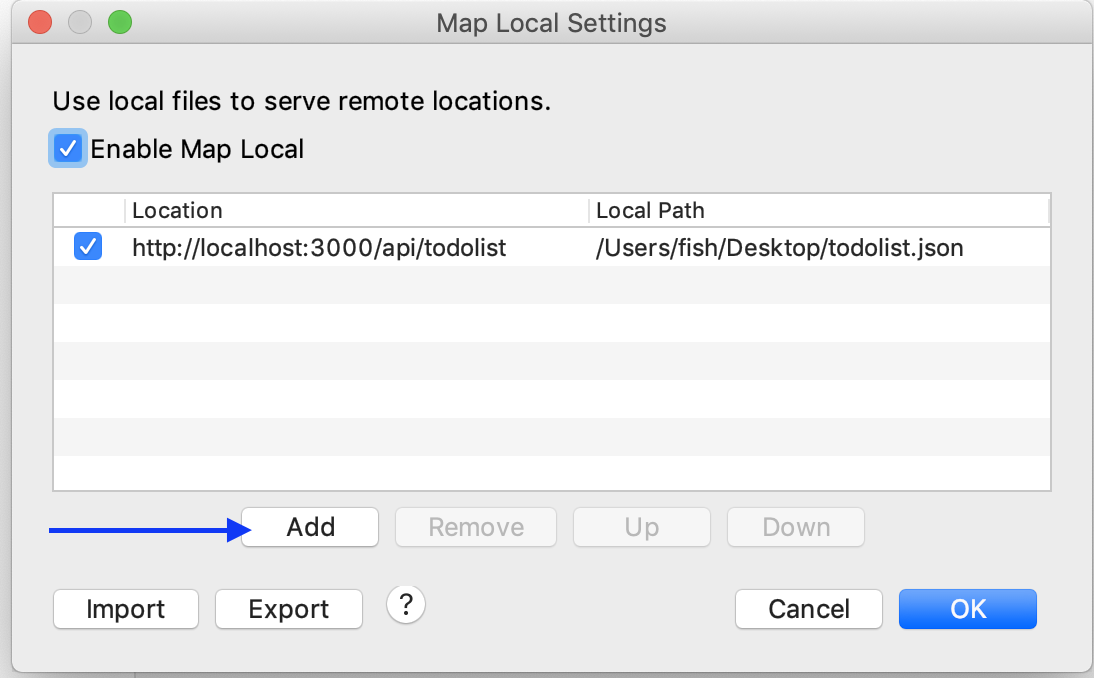 Map Local Settings
Use local files to serve remote locations.
Enable Map Local
Location Local Path
http://localhost:3000/api/todolist /Users/fish/Desktop/todolist.json
Add Remove Up Down
Import Export ? Cancel OK